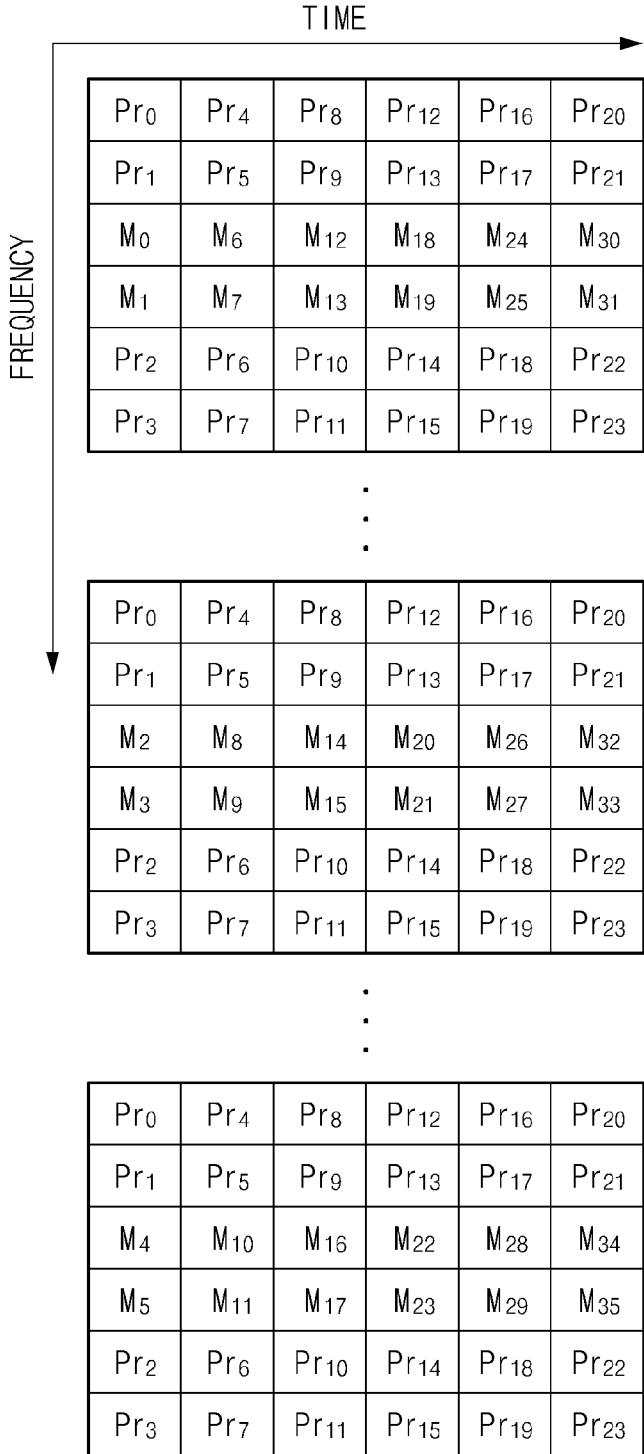 TIME
FREQUENCY
Pr0 Pr4 Pr8 Pr12 Pr16 Pr20
Pr1 Pr5 Pr9 Pr13 Pr17 Pr21
M0 M6 M12 M18 M24 M30
M1 M7 M13 M19 M25 M31
Pr2 Pr6 Pr10 Pr14 Pr18 Pr22
Pr3 Pr7 Pr11 Pr15 Pr19 Pr23
Pr0 Pr4 Pr8 Pr12 Pr16 Pr20
Pr1 Pr5 Pr9 Pr13 Pr17 Pr21
M2 M8 M14 M20 M26 M32
M3 M9 M15 M21 M27 M33
Pr2 Pr6 Pr10 Pr14 Pr18 Pr22
Pr3 Pr7 Pr11 Pr15 Pr19 Pr23
Pr0 Pr4 Pr8 Pr12 Pr16 Pr20
Pr1 Pr5 Pr9 Pr13 Pr17 Pr21
M4 M10 M16 M22 M28 M34
M5 M11 M17 M23 M29 M35
Pr2 Pr6 Pr10 Pr14 Pr18 Pr22
Pr3 Pr7 Pr11 Pr15 Pr19 Pr23